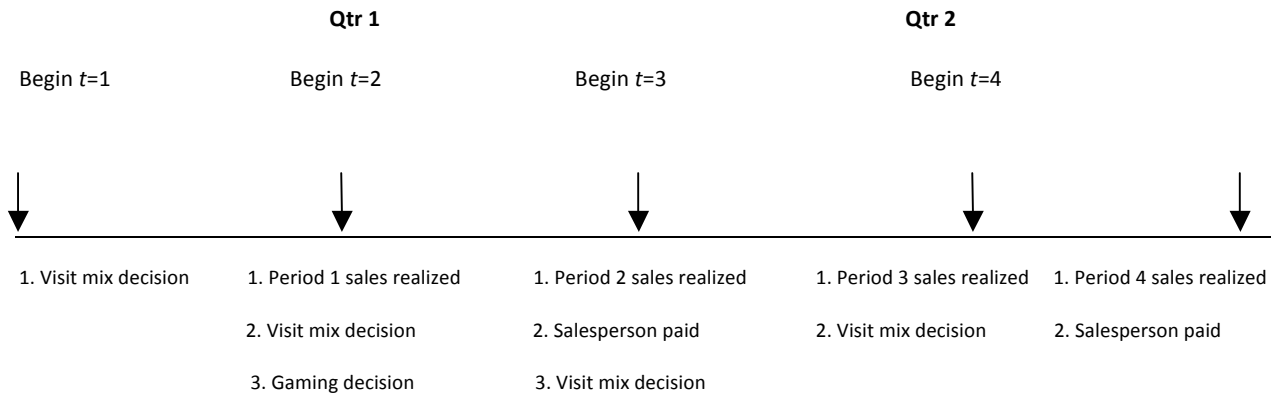 Qtr 1 Qtr 2
Begin t=1 Begin t=2 Begin t=3 Begin t=4
1. Visit mix decision 1. Period 1 sales realized 1. Period 2 sales realized 1. Period 3 sales realized 1. Period 4 sales realized
2. Visit mix decision 2. Salesperson paid 2. Visit mix decision 2. Salesperson paid
3. Gaming decision 3. Visit mix decision